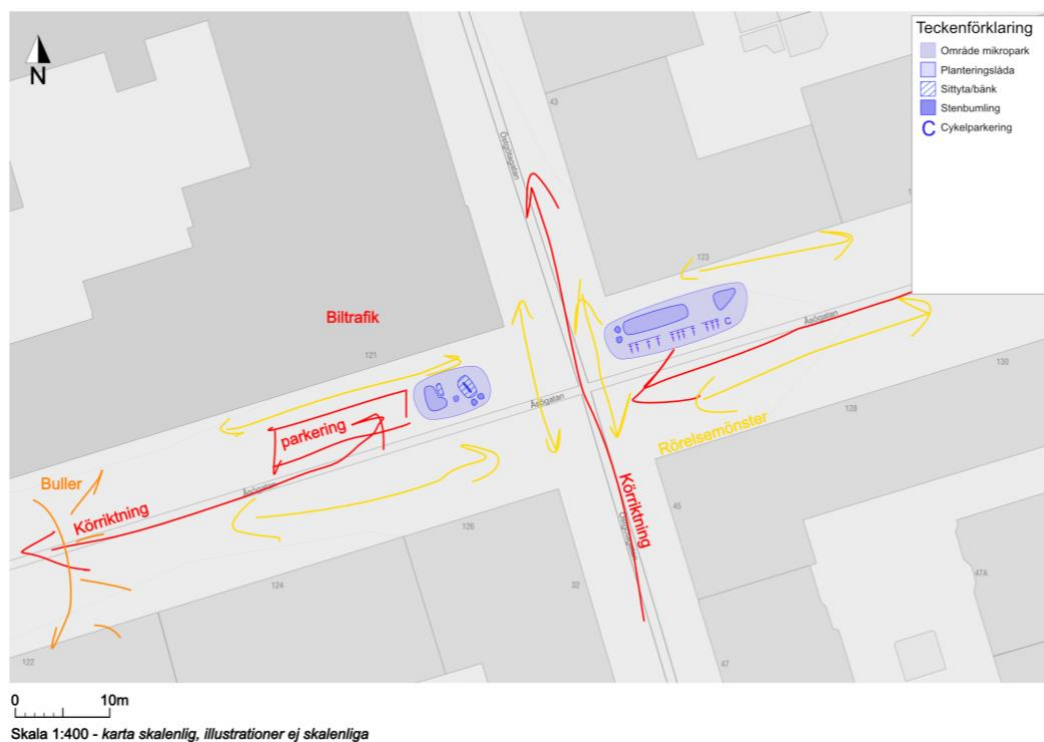 Teckenförklaring
Område mikropark
Planteringslåda
Sittyta/bänk
Stenbumling
C Cykelparkering
N
43
Östgötagatan
123
Åsögatan
Biltrafik
121
C
130
Åsögatan
128
parkering
Rörelsemönster
Buller
Åsögatan
Körriktning
Körriktning
126
45
124
32
47A
122
47
0 10m
Skala 1:400 - karta skalenlig, illustrationer ej skalenliga